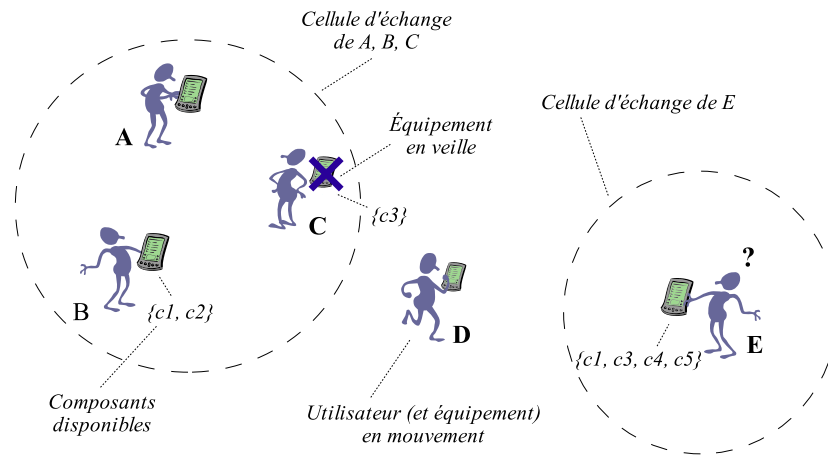 Cellule d'échange
de A, B, C
Cellule d'échange de E
Équipement
en veille
A
{c3}
C
?
B
{c1, c2}
D
E
{c1, c3, c4, c5}
Composants
disponibles
Utilisateur (et équipement)
en mouvement